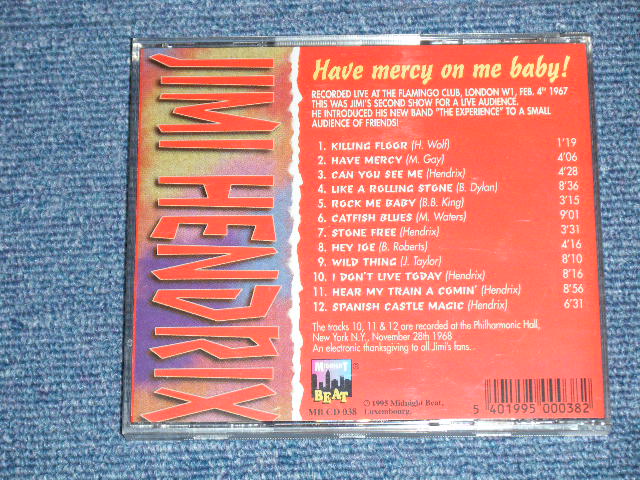 JIMI HENDRIX
Have mercy on me baby!
RECORDED LIVE AT THE FLAMINGO CLUB, LONDON W1, FEB. 4TH 1967
THIS WAS JIMI'S SECOND SHOW FOR A LIVE AUDIENCE.
HE INTRODUCED HIS NEW BAND "THE EXPERIENCE" TO A SMALL
AUDIENCE OF FRIENDS!
1. KILLING FLOOR (H. Wolf) 1'19
2. HAVE MERCY (M. Gay) 4'06
3. CAN YOU SEE ME (Hendrix) 4'28
4. LIKE A ROLLING STONE (B. Dylan) 8'36
5. ROCK ME BABY (B.B. King) 3'15
6. CATFISH BLUES (M. Waters) 9'01
7. STONE FREE (Hendrix) 3'31
8. HEY JOE (B. Roberts) 4'16
9. WILD THING (J. Taylor) 8'10
10. I DON'T LIVE TODAY (Hendrix) 8'16
11. HEAR MY TRAIN A COMIN' (Hendrix) 8'56
12. SPANISH CASTLE MAGIC (Hendrix) 6'31
The tracks 10, 11 & 12 are recorded at the Philharmonic Hall,
New York N.Y., November 28th 1968
An electronic thanksgiving to all Jimi's fans...
MIDNIGHT
BEAT
®
MB CD 038
© 1995 Midnight Beat,
Luxembourg.
5 401995 000382